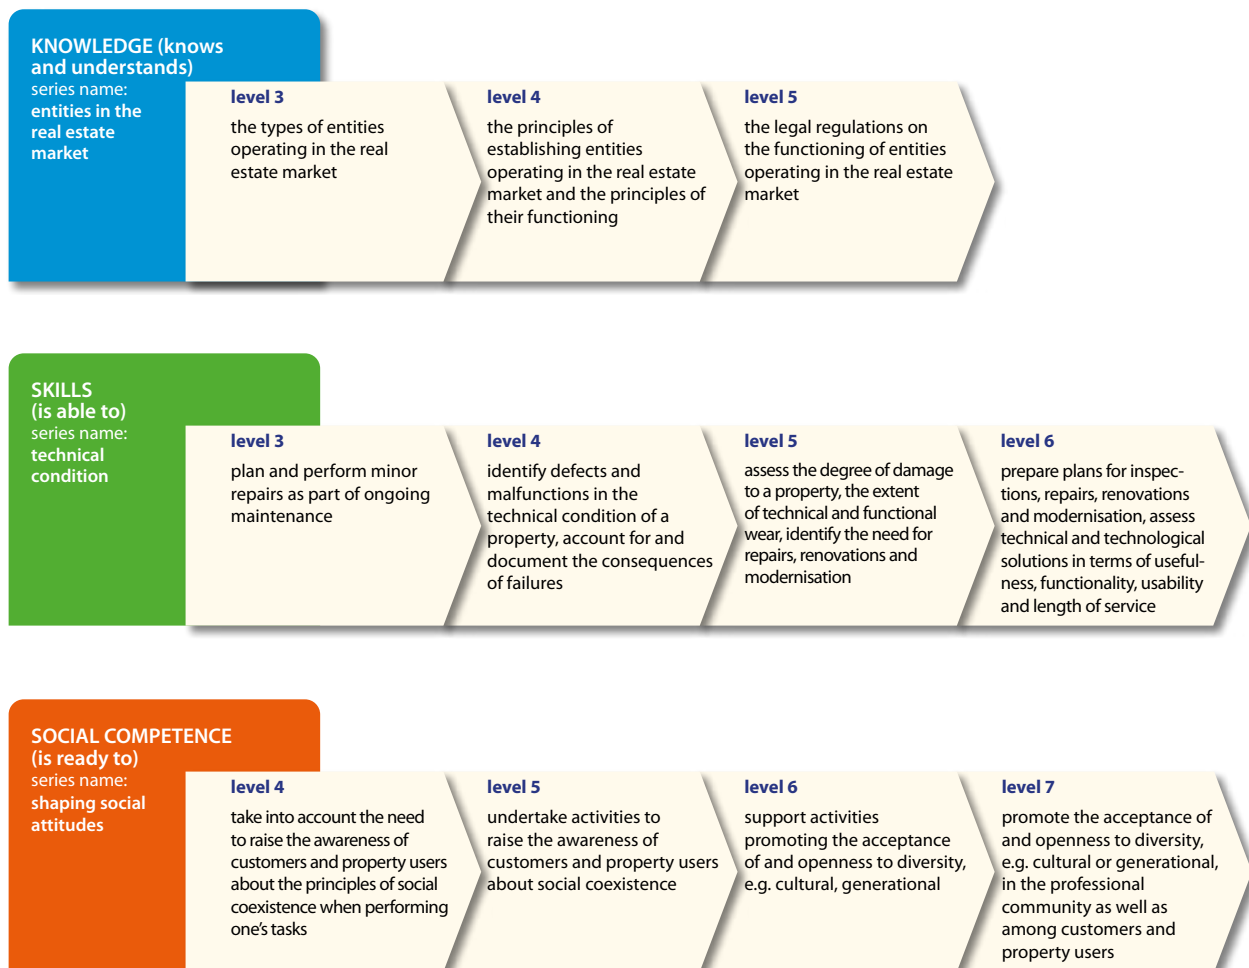 KNOWLEDGE (knows
and understands)
series name:
entities in the
real estate
market
level 3
the types of entities
operating in the real
estate market
level 4
the principles of
establishing entities
operating in the real estate
market and the principles of
their functioning
level 5
the legal regulations on
the functioning of entities
operating in the real estate
market
SKILLS
(is able to)
series name:
technical
condition
level 3
plan and perform minor
repairs as part of ongoing
maintenance
level 4
identify defects and
malfunctions in the
technical condition of a
property, account for and
document the consequences
of failures
level 5
assess the degree of damage
to a property, the extent
of technical and functional
wear, identify the need for
repairs, renovations and
modernisation
level 6
prepare plans for inspec-
tions, repairs, renovations
and modernisation, assess
technical and technological
solutions in terms of useful-
ness, functionality, usability
and length of service
SOCIAL COMPETENCE
(is ready to)
series name:
shaping social
attitudes
level 4
take into account the need
to raise the awareness of
customers and property users
about the principles of social
coexistence when performing
one's tasks
level 5
undertake activities to
raise the awareness of
customers and property users
about social coexistence
level 6
support activities
promoting the acceptance
of and openness to diversity,
e.g. cultural, generational
level 7
promote the acceptance of
and openness to diversity,
e.g. cultural or generational,
in the professional
community as well as
among customers and
property users